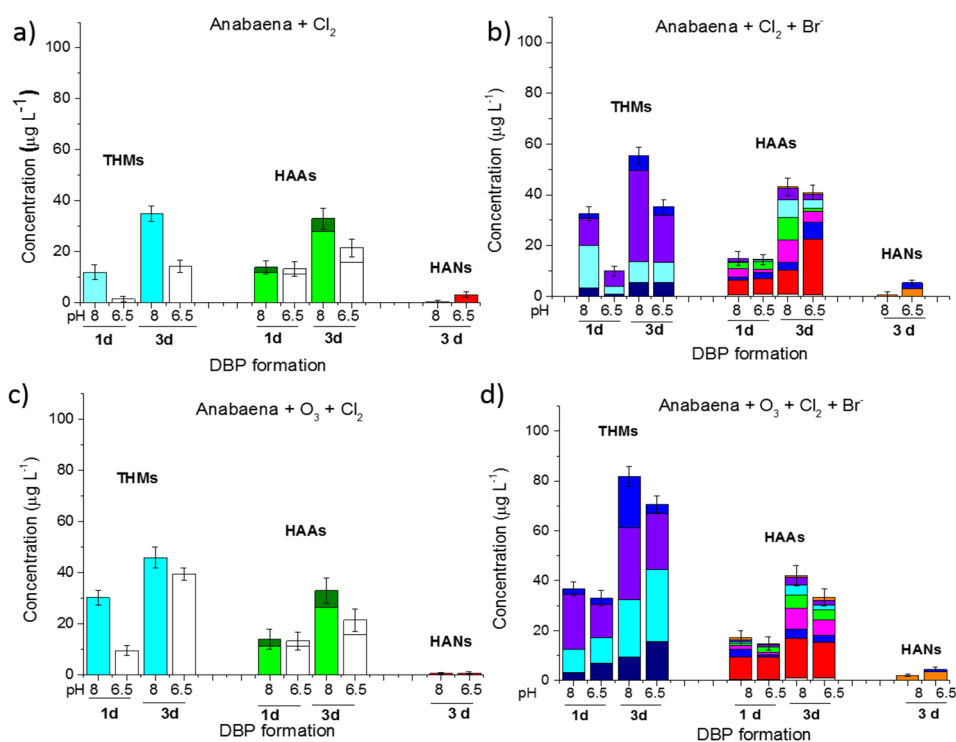 a)
Anabaena + Cl₂
Concentration (µg L⁻¹)
100
80
60
40
20
0
THMs
HAAs
HANs
pH 8 6.5 8 6.5 8 6.5 8 6.5 8 6.5
1d 3d 1d 3d 3 d
DBP formation
b)
Anabaena + Cl₂ + Br⁻
Concentration (µg L⁻¹)
100
80
60
40
20
0
THMs
HAAs
HANs
pH 8 6.5 8 6.5 8 6.5 8 6.5 8 6.5
1d 3d 1d 3d 3 d
DBP formation
c)
Anabaena + O₃ + Cl₂
Concentration (µg L⁻¹)
100
80
60
40
20
0
THMs
HAAs
HANs
pH 8 6.5 8 6.5 8 6.5 8 6.5 8 6.5
1d 3d 1d 3d 3 d
DBP formation
d)
Anabaena + O₃ + Cl₂ + Br⁻
Concentration (µg L⁻¹)
100
80
60
40
20
0
THMs
HAAs
HANs
pH 8 6.5 8 6.5 8 6.5 8 6.5 8 6.5
1d 3d 1 d 3d 3 d
DBP formation